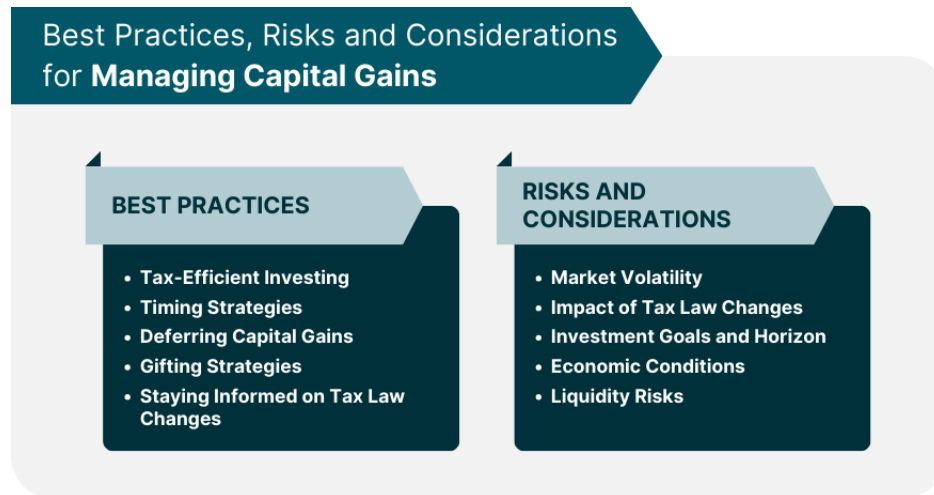 Best Practices, Risks and Considerations
for Managing Capital Gains
BEST PRACTICES
• Tax-Efficient Investing
• Timing Strategies
• Deferring Capital Gains
• Gifting Strategies
• Staying Informed on Tax Law
Changes
RISKS AND
CONSIDERATIONS
• Market Volatility
• Impact of Tax Law Changes
• Investment Goals and Horizon
• Economic Conditions
• Liquidity Risks